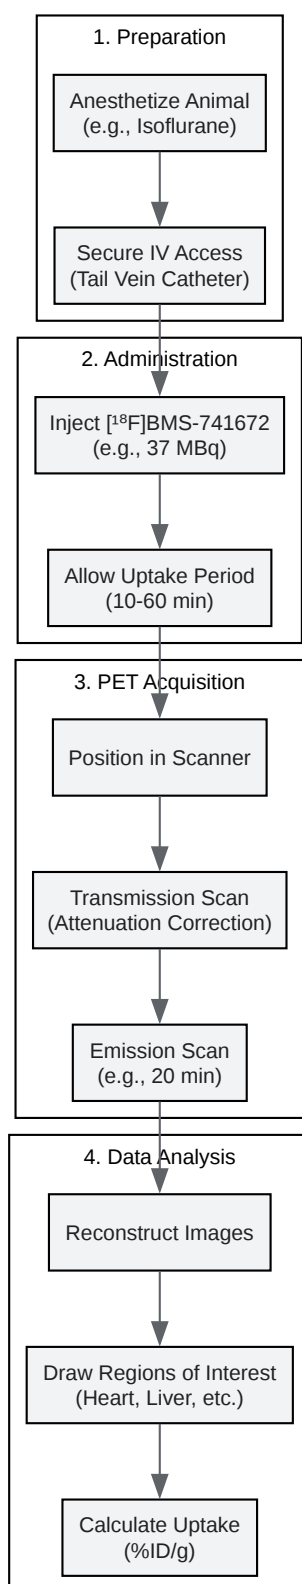 1. Preparation
Anesthetize Animal
(e.g., Isoflurane)
Secure IV Access
(Tail Vein Catheter)
2. Administration
Inject [¹⁸F]BMS-741672
(e.g., 37 MBq)
Allow Uptake Period
(10-60 min)
3. PET Acquisition
Position in Scanner
Transmission Scan
(Attenuation Correction)
Emission Scan
(e.g., 20 min)
4. Data Analysis
Reconstruct Images
Draw Regions of Interest
(Heart, Liver, etc.)
Calculate Uptake
(%ID/g)